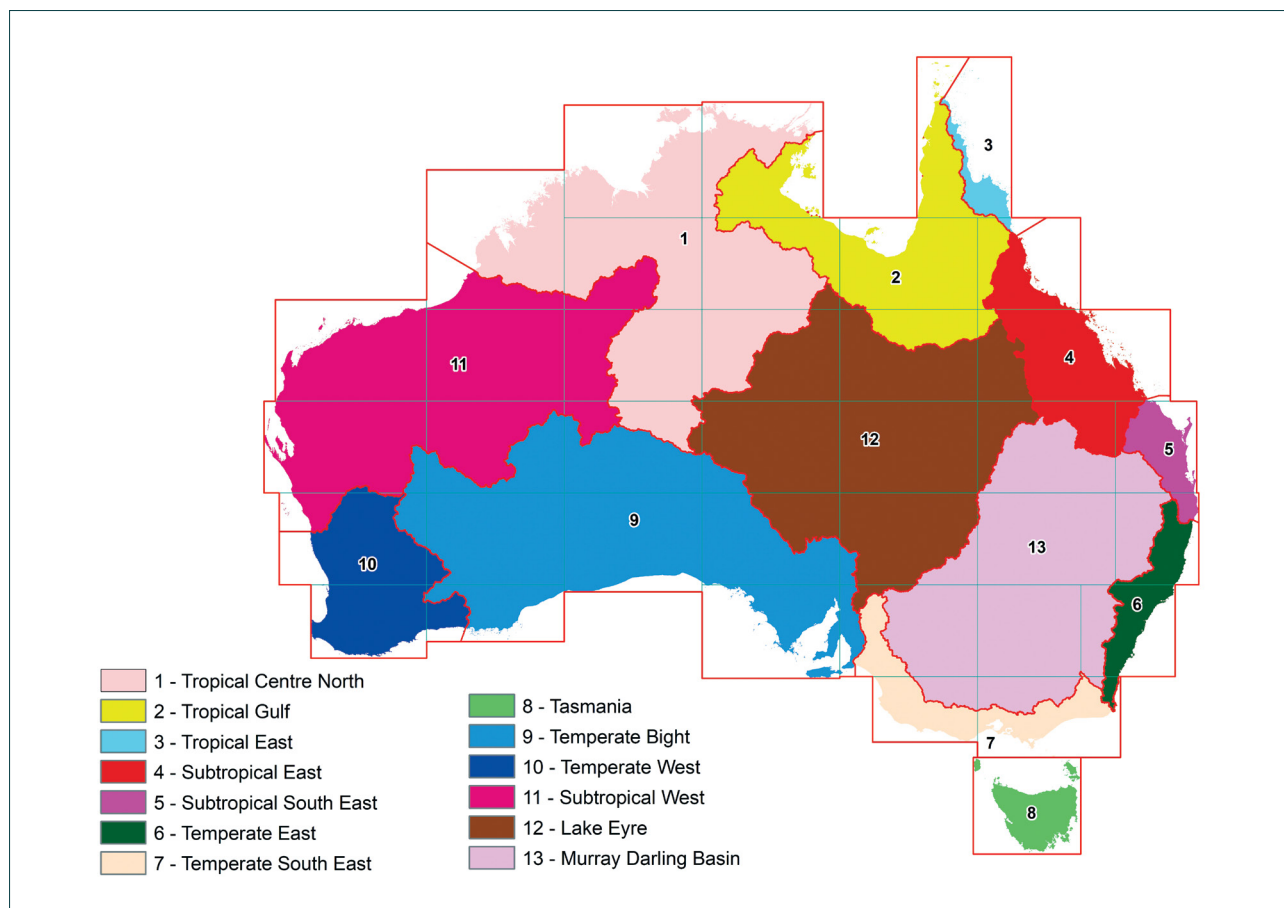 3
1
2
4
11
12
5
9
13
10
6
7
8
1 - Tropical Centre North
2 - Tropical Gulf
3 - Tropical East
4 - Subtropical East
5 - Subtropical South East
6 - Temperate East
7 - Temperate South East
8 - Tasmania
9 - Temperate Bight
10 - Temperate West
11 - Subtropical West
12 - Lake Eyre
13 - Murray Darling Basin